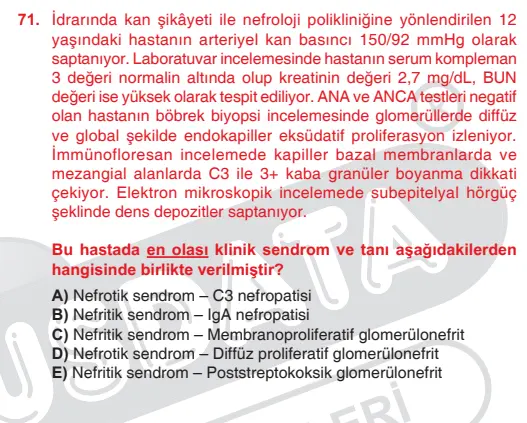 71. İdrarında kan şikâyeti ile nefroloji polikliniğine yönlendirilen 12
yaşındaki hastanın arteriyel kan basıncı 150/92 mmHg olarak
saptanıyor. Laboratuvar incelemesinde hastanın serum kompleman
3 değeri normalin altında olup kreatinin değeri 2,7 mg/dL, BUN
değeri ise yüksek olarak tespit ediliyor. ANA ve ANCA testleri negatif
olan hastanın böbrek biyopsi incelemesinde glomerüllerde diffüz
ve global şekilde endokapiller eksüdatif proliferasyon izleniyor.
İmmünofloresan incelemede kapiller bazal membranlarda ve
mezangial alanlarda C3 ile 3+ kaba granüler boyanma dikkati
çekiyor. Elektron mikroskopik incelemede subepitelyal hörgüç
şeklinde dens depozitler saptanıyor.
Bu hastada en olası klinik sendrom ve tanı aşağıdakilerden
hangisinde birlikte verilmiştir?
A) Nefrotik sendrom – C3 nefropatisi
B) Nefritik sendrom – IgA nefropatisi
C) Nefritik sendrom – Membranoproliferatif glomerülonefrit
D) Nefrotik sendrom – Diffüz proliferatif glomerülonefrit
E) Nefritik sendrom – Poststreptokoksik glomerülonefrit
USDATA
LERİ